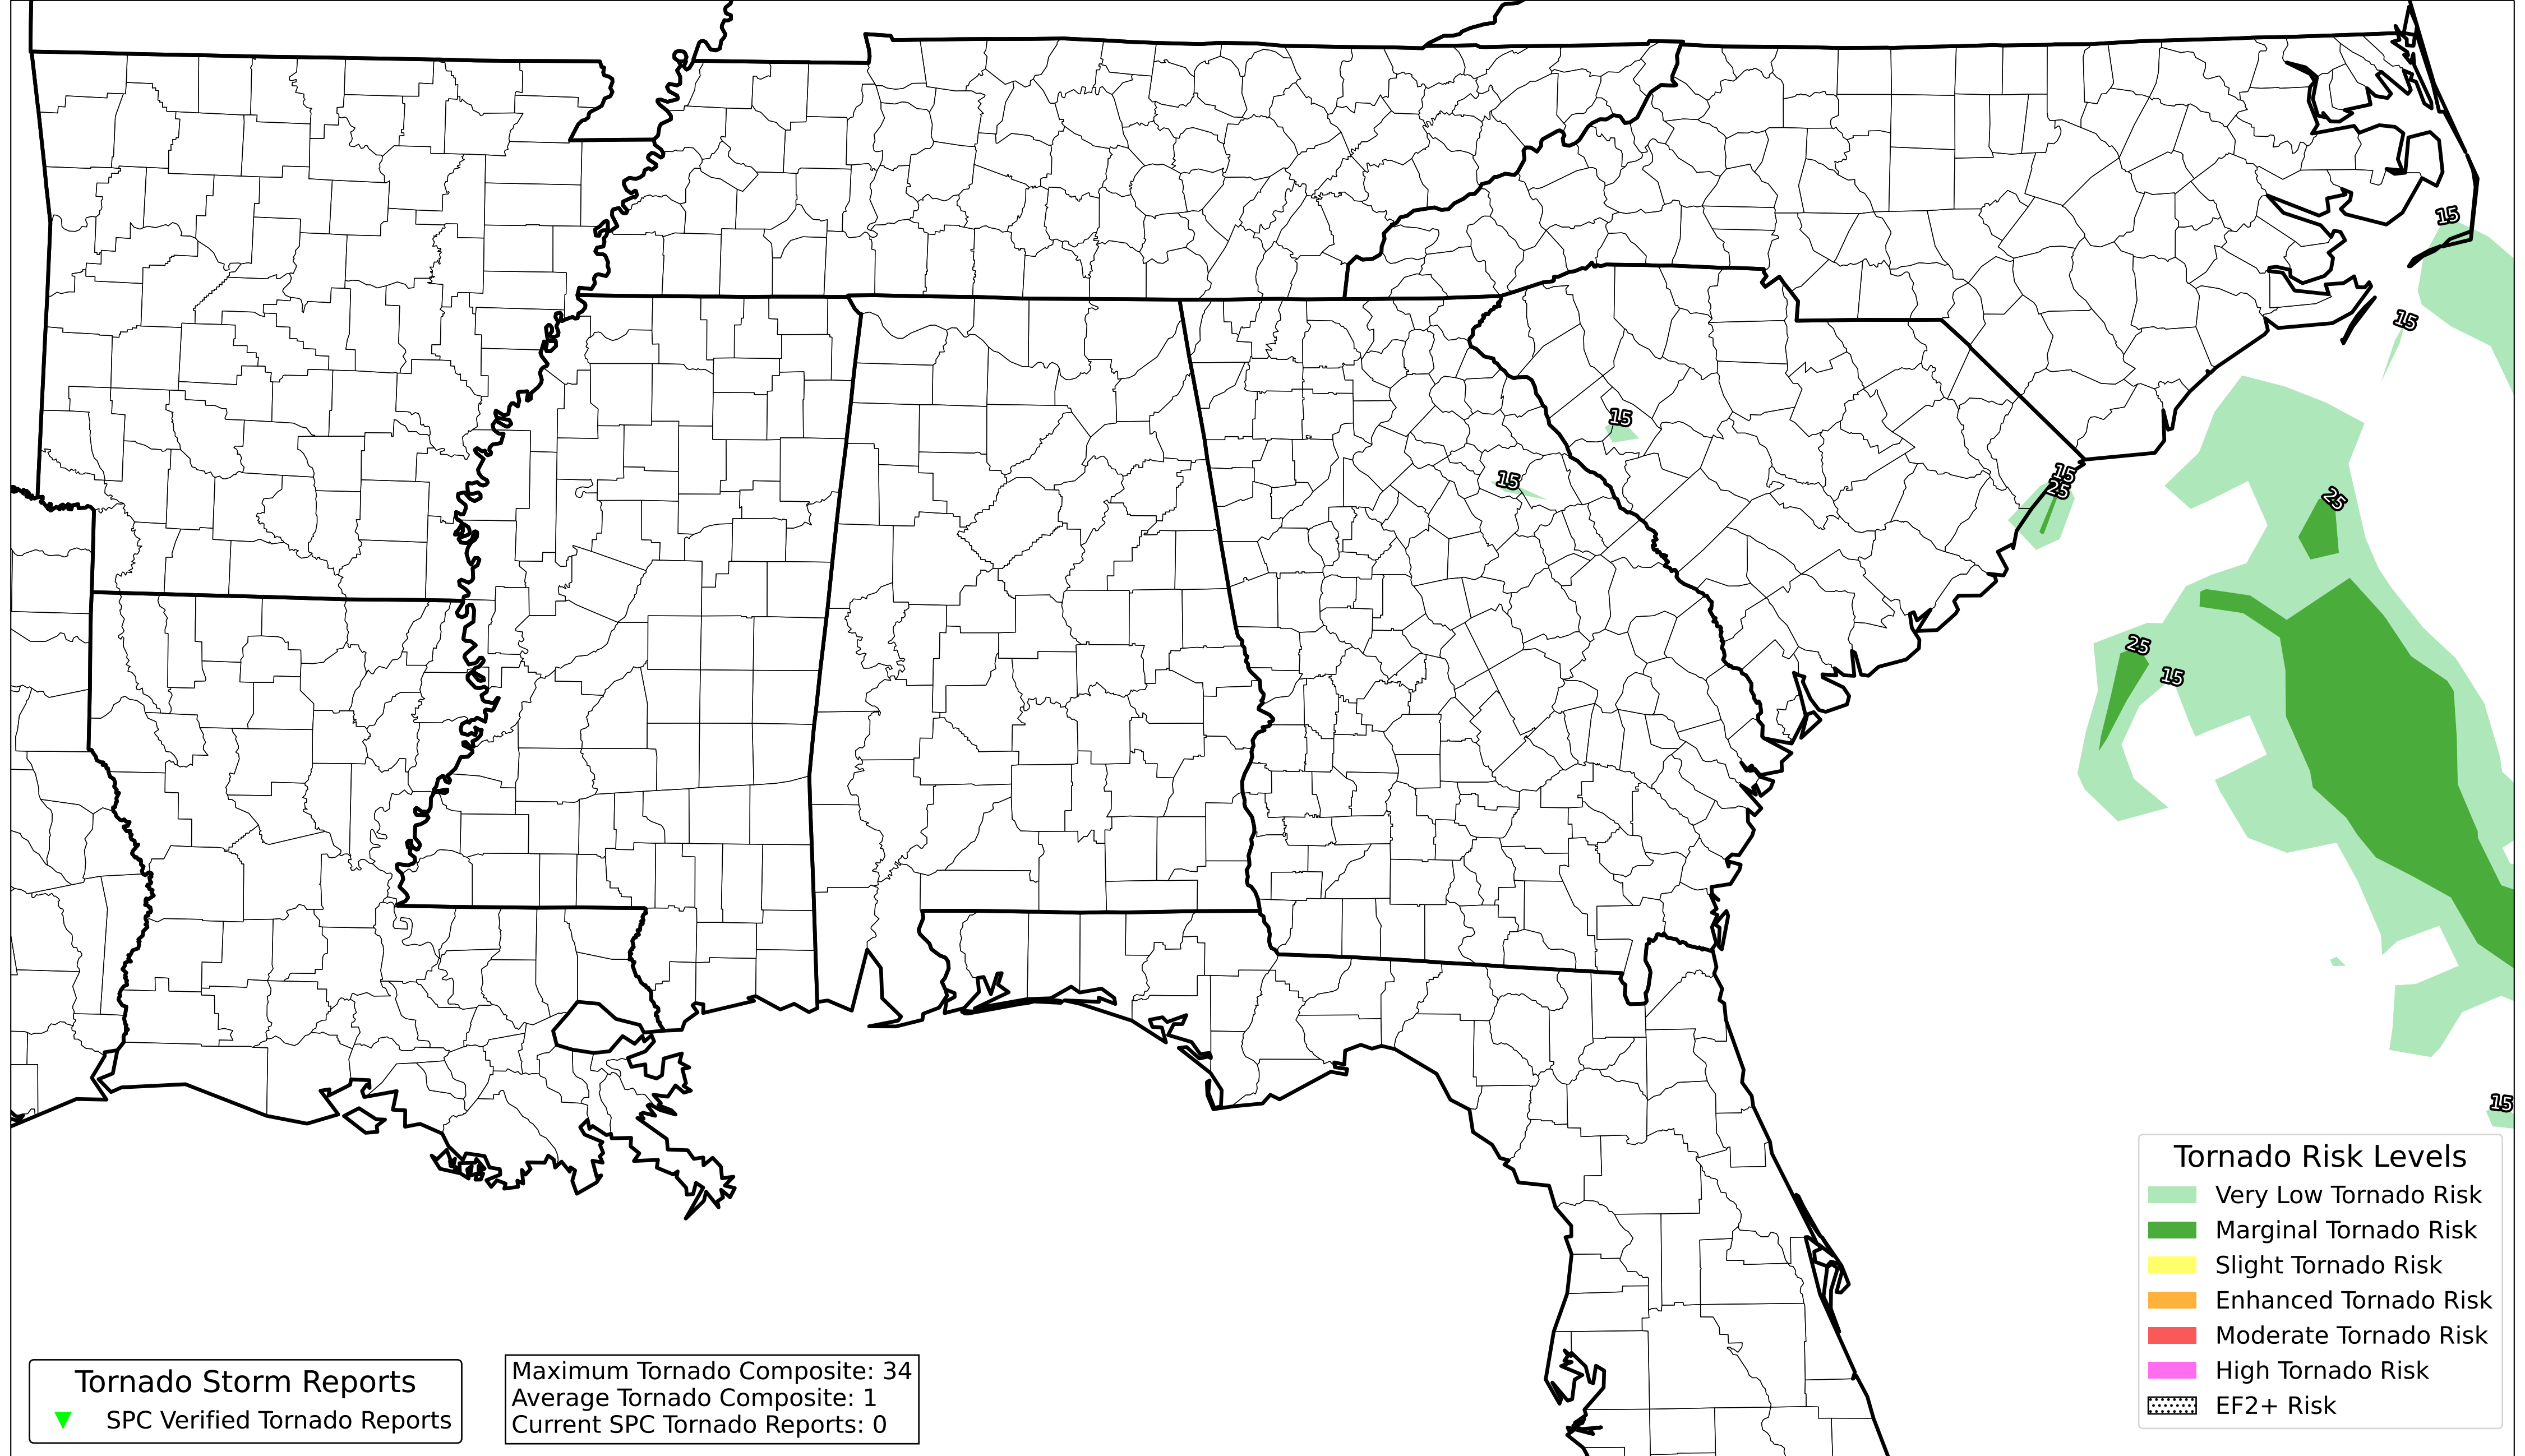 15
15
15
15
15
25
25
25
15
15
Tornado Risk Levels
Very Low Tornado Risk
Marginal Tornado Risk
Slight Tornado Risk
Enhanced Tornado Risk
Moderate Tornado Risk
High Tornado Risk
EF2+ Risk
Tornado Storm Reports
SPC Verified Tornado Reports
Maximum Tornado Composite: 34
Average Tornado Composite: 1
Current SPC Tornado Reports: 0